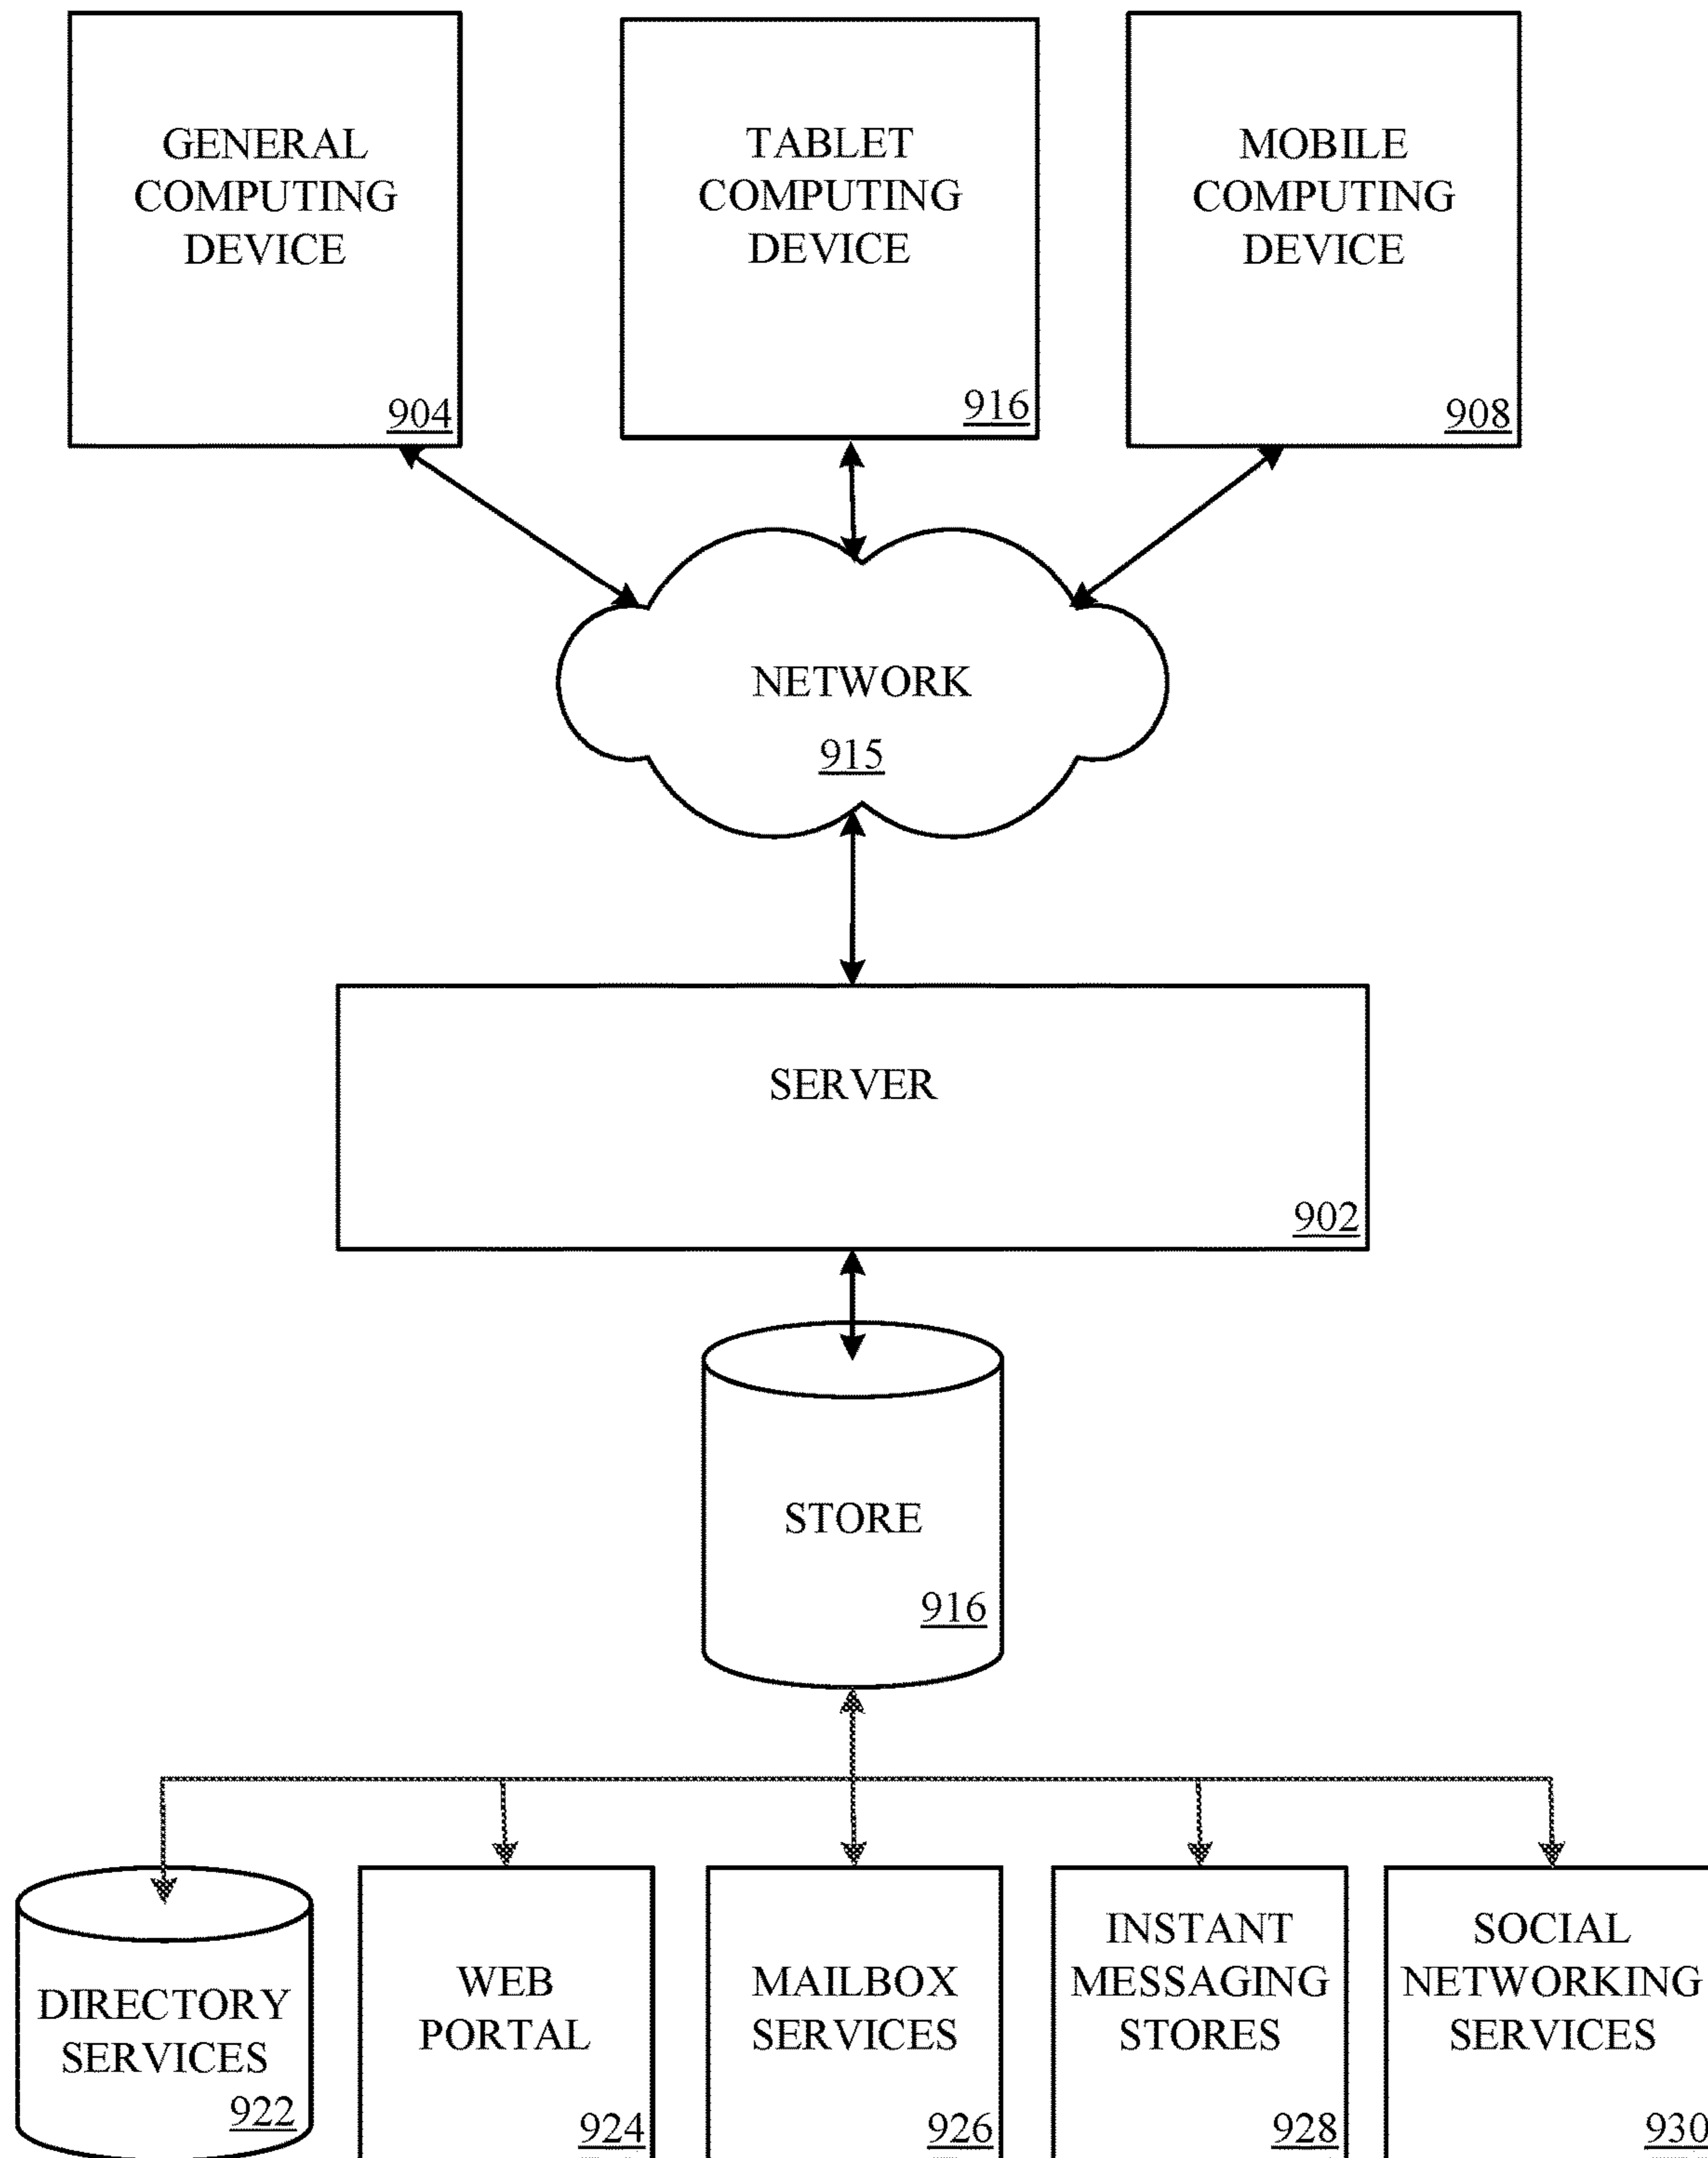 GENERAL
COMPUTING
DEVICE
904
TABLET
COMPUTING
DEVICE
916
MOBILE
COMPUTING
DEVICE
908
NETWORK
915
SERVER
902
STORE
916
DIRECTORY
SERVICES
922
WEB
PORTAL
924
MAILBOX
SERVICES
926
INSTANT
MESSAGING
STORES
928
SOCIAL
NETWORKING
SERVICES
930